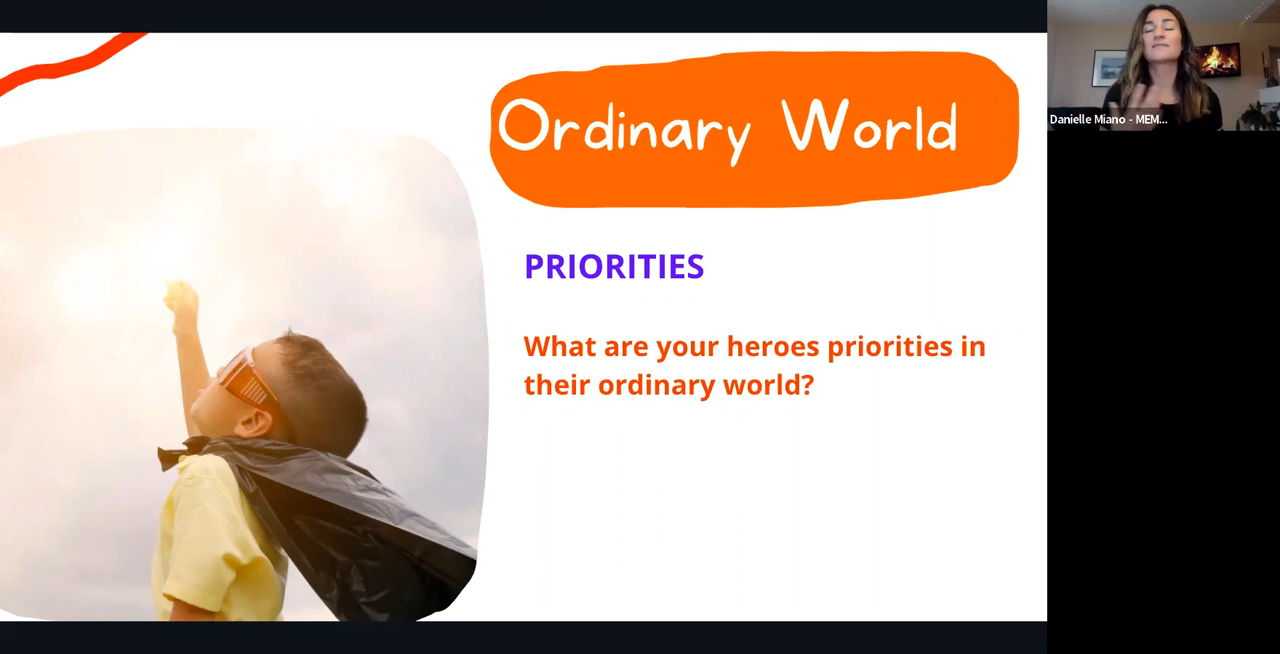 Ordinary World
PRIORITIES
What are your heroes priorities in
their ordinary world?
Danielle Miano - MEM...